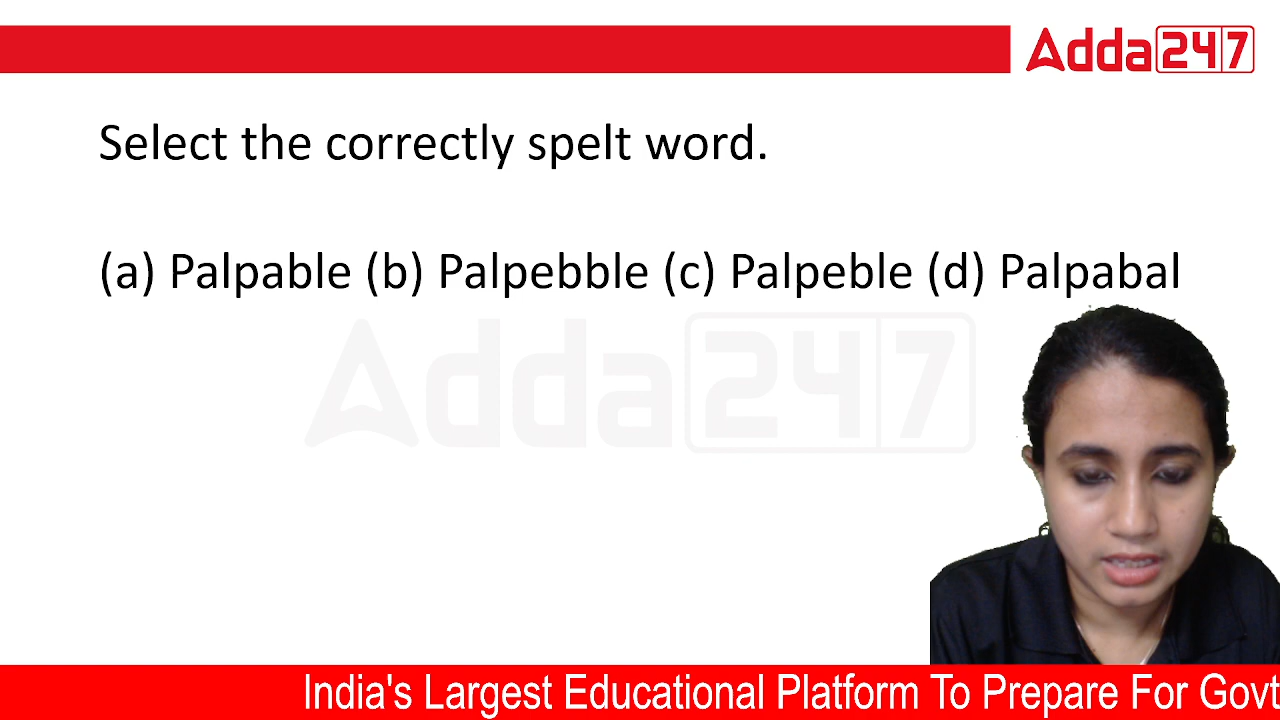 Adda247
Select the correctly spelt word.
(a) Palpable (b) Palpebble (c) Palpeble (d) Palpabal
Adda247
India's Largest Educational Platform To Prepare For Govt